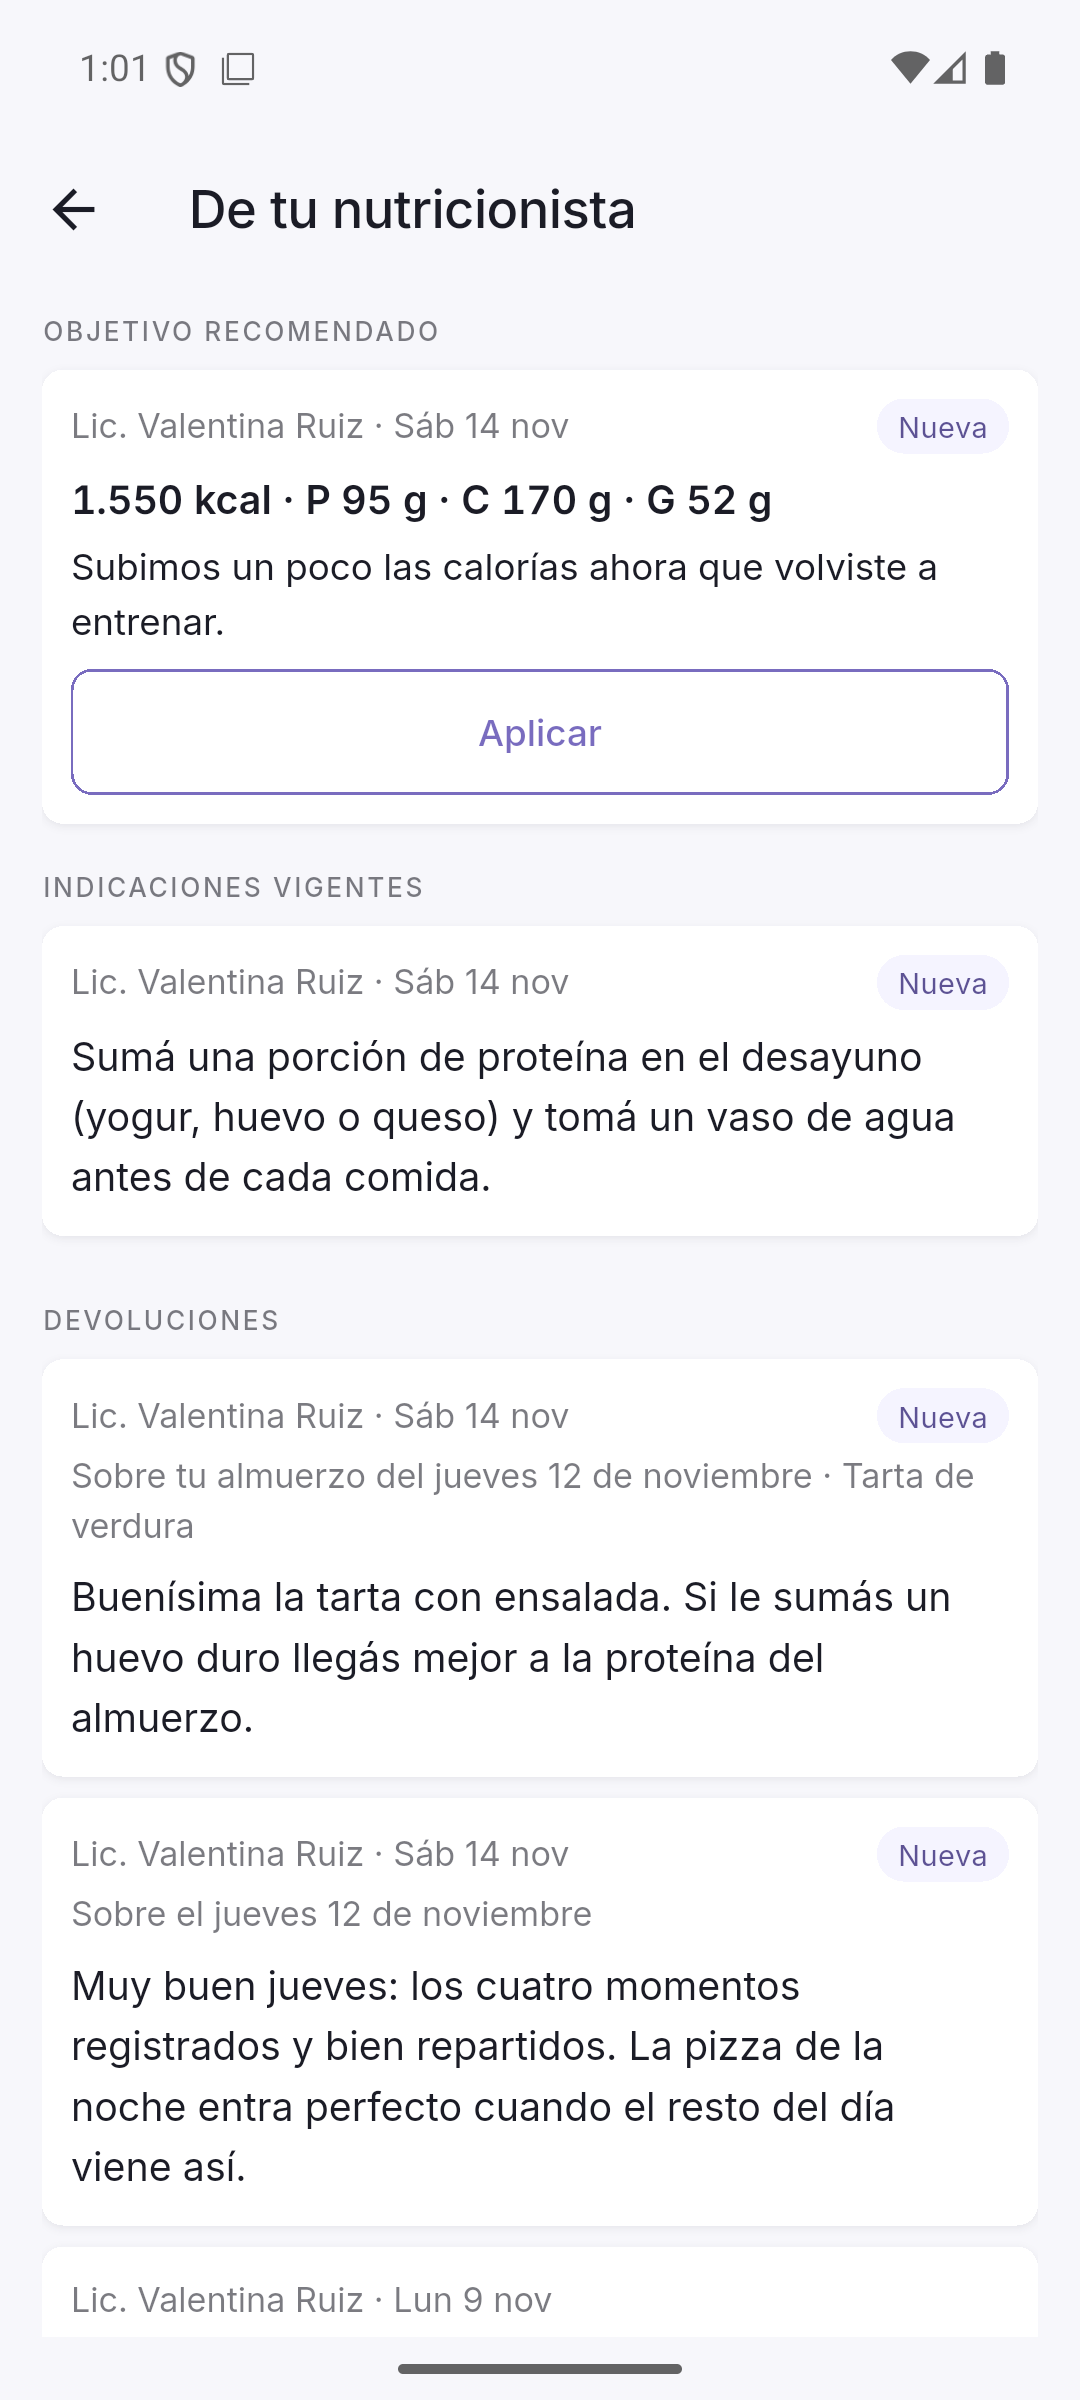 1:01
De tu nutricionista
OBJETIVO RECOMENDADO
Lic. Valentina Ruiz · Sáb 14 nov
Nueva
1.550 kcal · P 95 g · C 170 g · G 52 g
Subimos un poco las calorías ahora que volviste a
entrenar.
Aplicar
INDICACIONES VIGENTES
Lic. Valentina Ruiz · Sáb 14 nov
Nueva
Sumá una porción de proteína en el desayuno
(yogur, huevo o queso) y tomá un vaso de agua
antes de cada comida.
DEVOLUCIONES
Lic. Valentina Ruiz · Sáb 14 nov
Nueva
Sobre tu almuerzo del jueves 12 de noviembre · Tarta de
verdura
Buenísima la tarta con ensalada. Si le sumás un
huevo duro llegás mejor a la proteína del
almuerzo.
Lic. Valentina Ruiz · Sáb 14 nov
Nueva
Sobre el jueves 12 de noviembre
Muy buen jueves: los cuatro momentos
registrados y bien repartidos. La pizza de la
noche entra perfecto cuando el resto del día
viene así.
Lic. Valentina Ruiz · Lun 9 nov